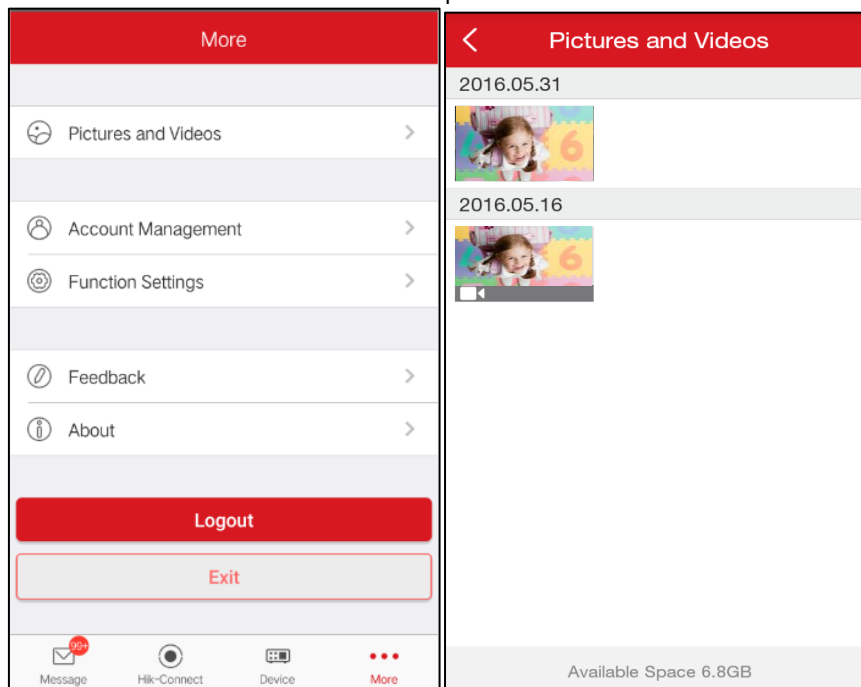 More
Pictures and Videos
Account Management
Function Settings
Feedback
About
Logout
Exit
99+
Message
Hik-Connect
Device
More
Pictures and Videos
2016.05.31
6
2016.05.16
6
Available Space 6.8GB